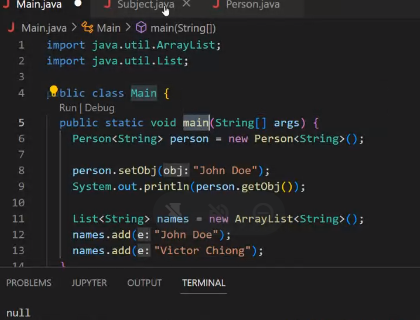 Main.java Subject.java Person.java
Main.java > Main > main(String[])
1 import java.util.ArrayList;
2 import java.util.List;
3
4 public class Main {
Run | Debug
5 public static void main(String[] args) {
6 Person<String> person = new Person<String>();
7
8 person.setObj(obj: "John Doe");
9 System.out.println(person.getObj());
10
11 List<String> names = new ArrayList<String>();
12 names.add(e: "John Doe");
13 names.add(e: "Victor Chiong");
14 }
PROBLEMS JUPYTER OUTPUT TERMINAL
null